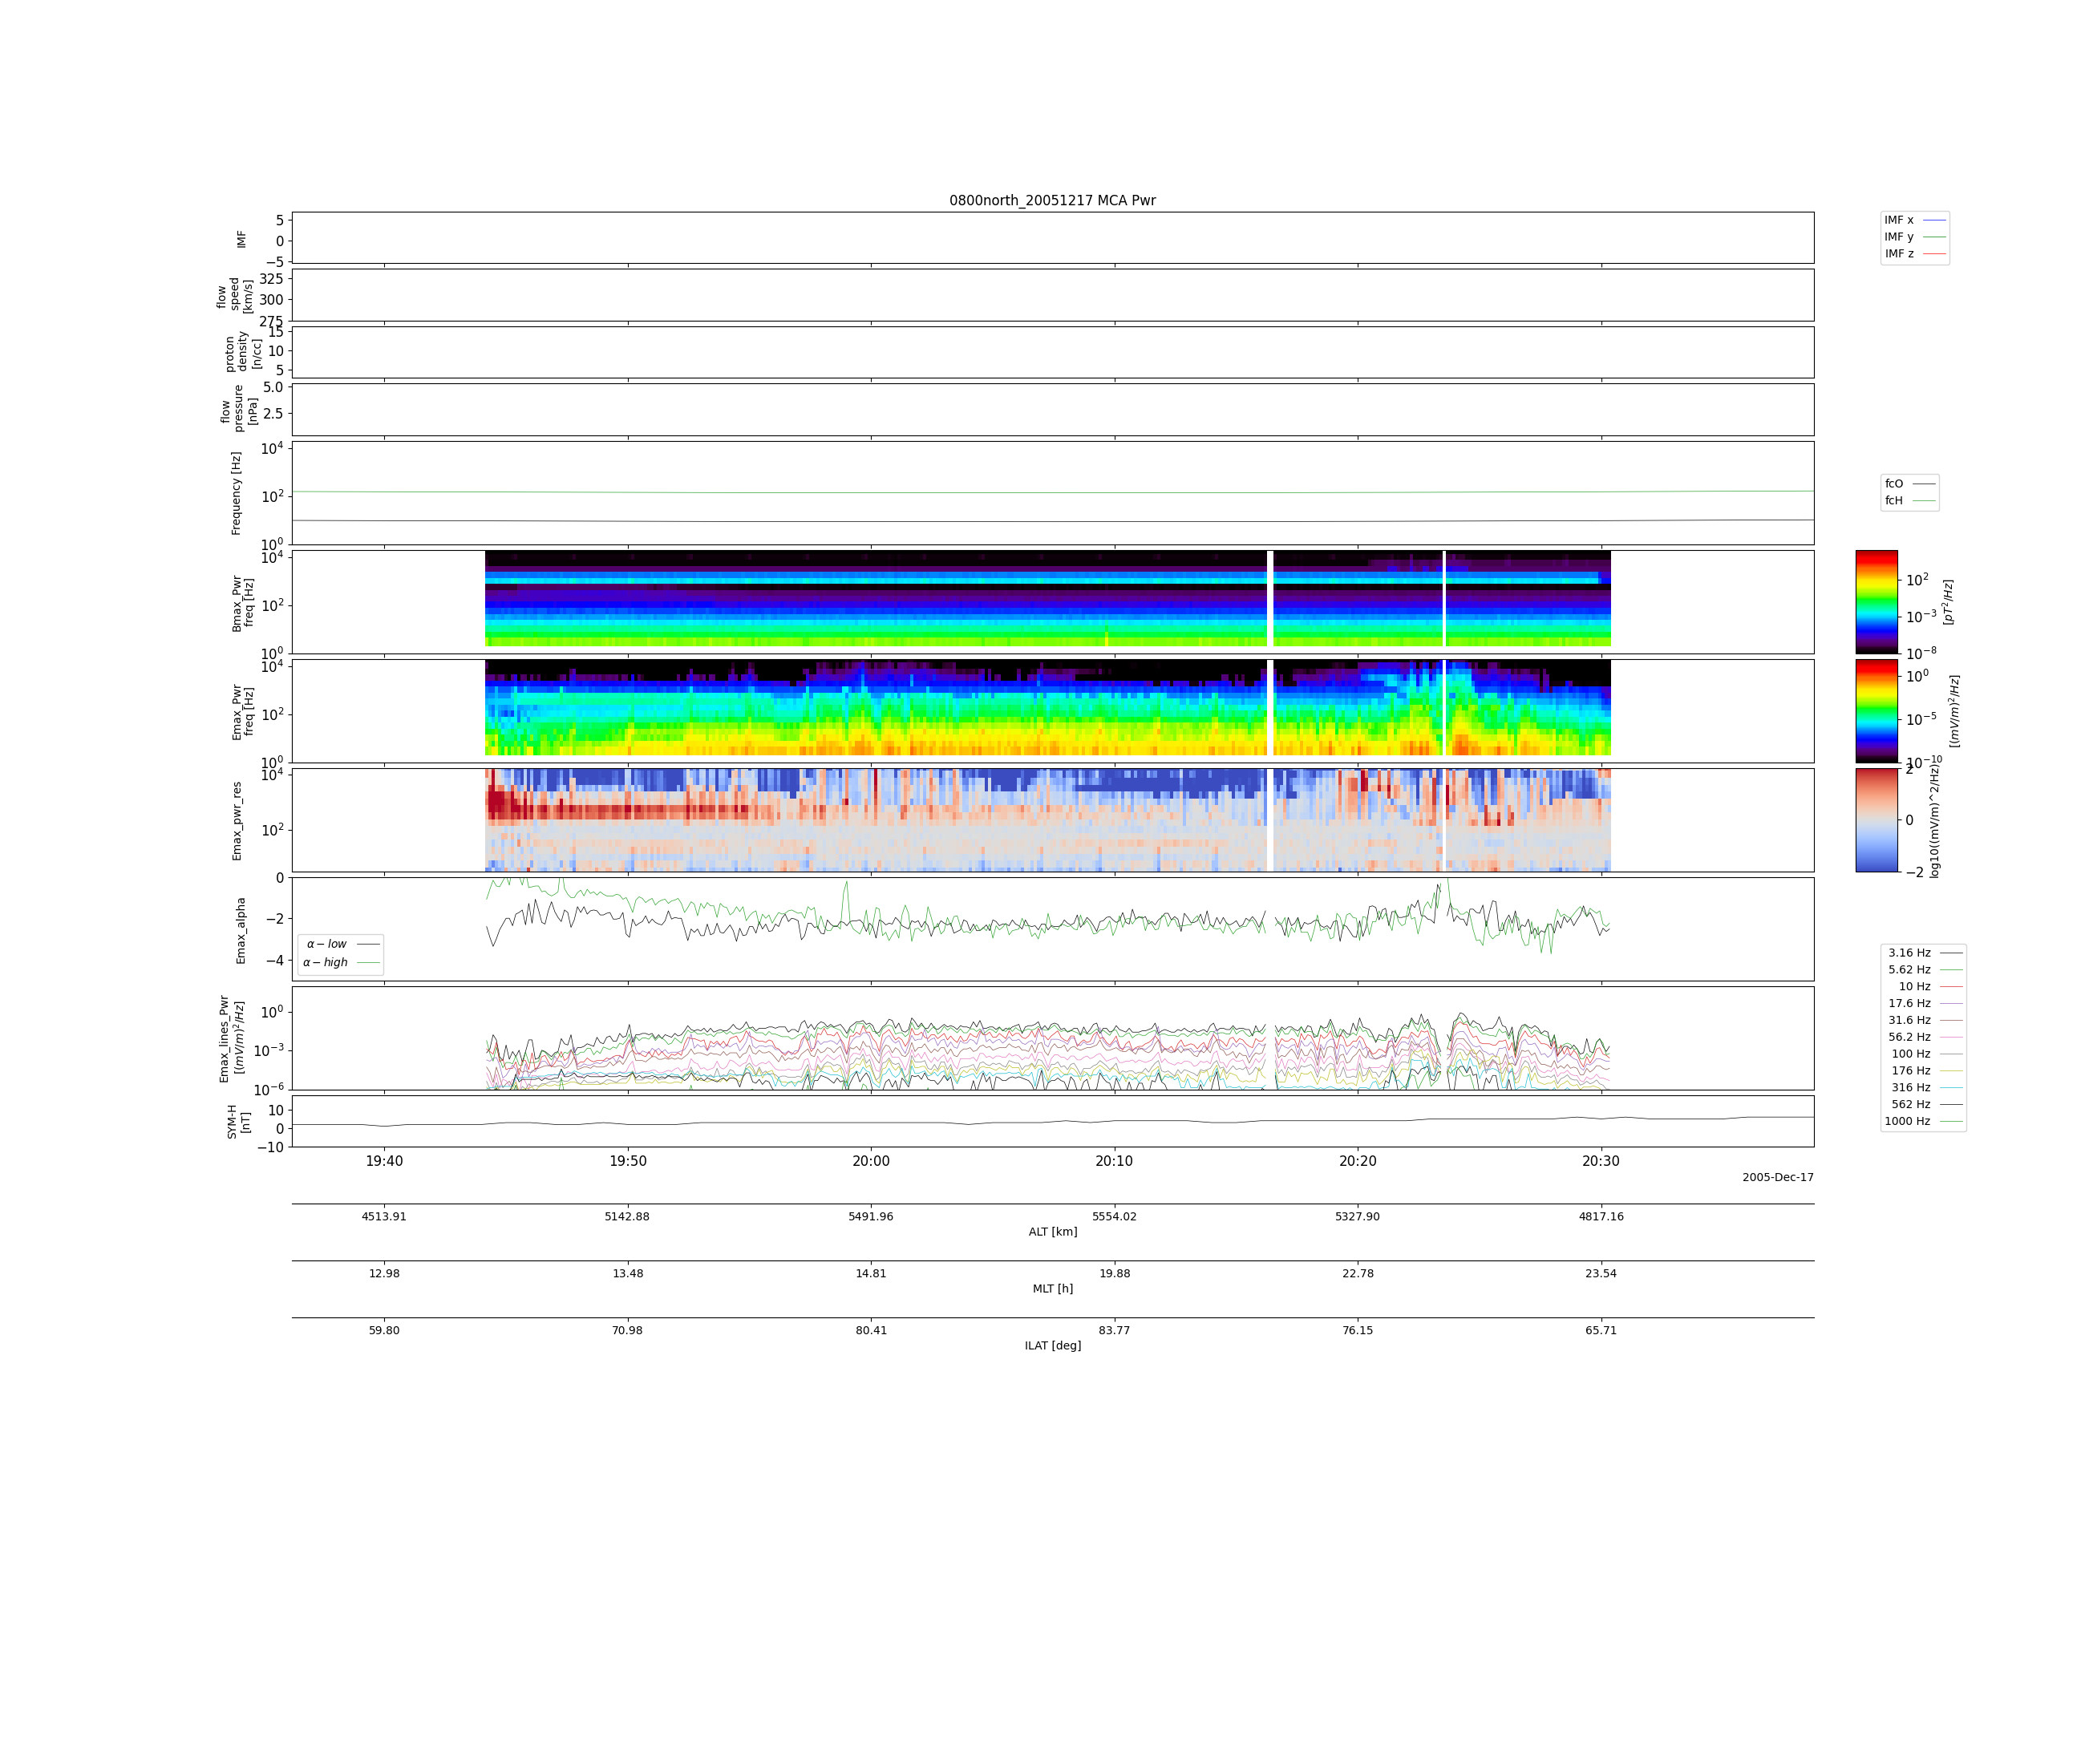 0800north_20051217 MCA Pwr
5
0
−5
IMF
IMF x
IMF y
IMF z
325
300
275
flow
speed
[km/s]
15
10
5
proton
density
[n/cc]
5.0
2.5
flow
pressure
[nPa]
10^4
10^2
10^0
Frequency [Hz]
fcO
fcH
10^4
10^2
10^0
Bmax_Pwr
freq [Hz]
10^2
10^−3
10^−8
[pT^2/Hz]
10^4
10^2
10^0
Emax_Pwr
freq [Hz]
10^0
10^−5
10^−10
[(mV/m)^2/Hz]
10^4
10^2
Emax_pwr_res
2
0
−2
log10((mV/m)^2/Hz)
0
−2
−4
Emax_alpha
α − low
α − high
10^0
10^−3
10^−6
Emax_lines_Pwr
[(mV/m)^2/Hz]
3.16 Hz
5.62 Hz
10 Hz
17.6 Hz
31.6 Hz
56.2 Hz
100 Hz
176 Hz
316 Hz
562 Hz
1000 Hz
10
0
−10
SYM-H
[nT]
19:40 19:50 20:00 20:10 20:20 20:30
2005-Dec-17
4513.91 5142.88 5491.96 5554.02 5327.90 4817.16
ALT [km]
12.98 13.48 14.81 19.88 22.78 23.54
MLT [h]
59.80 70.98 80.41 83.77 76.15 65.71
ILAT [deg]